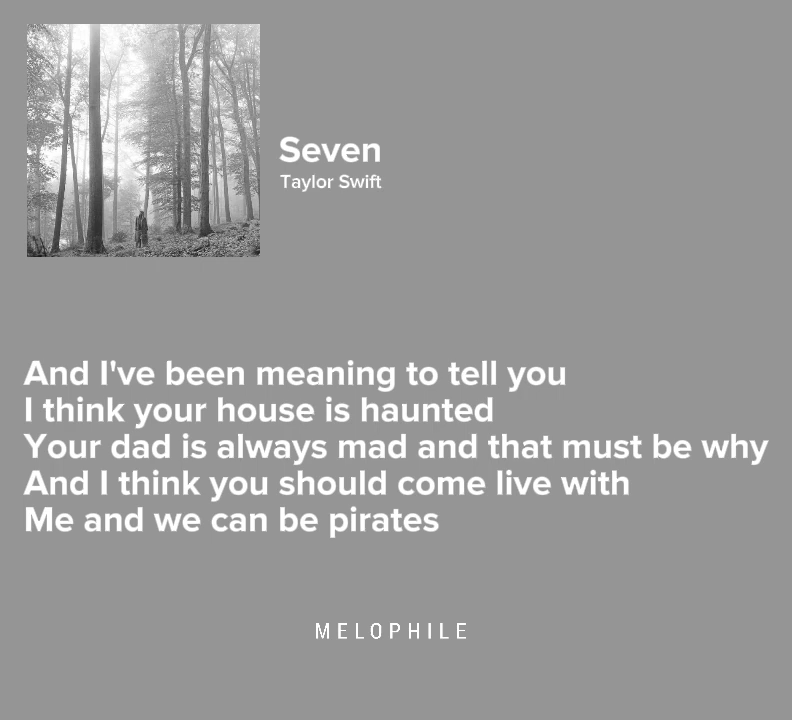 Seven
Taylor Swift
And I've been meaning to tell you
I think your house is haunted
Your dad is always mad and that must be why
And I think you should come live with
Me and we can be pirates
MELOPHILE